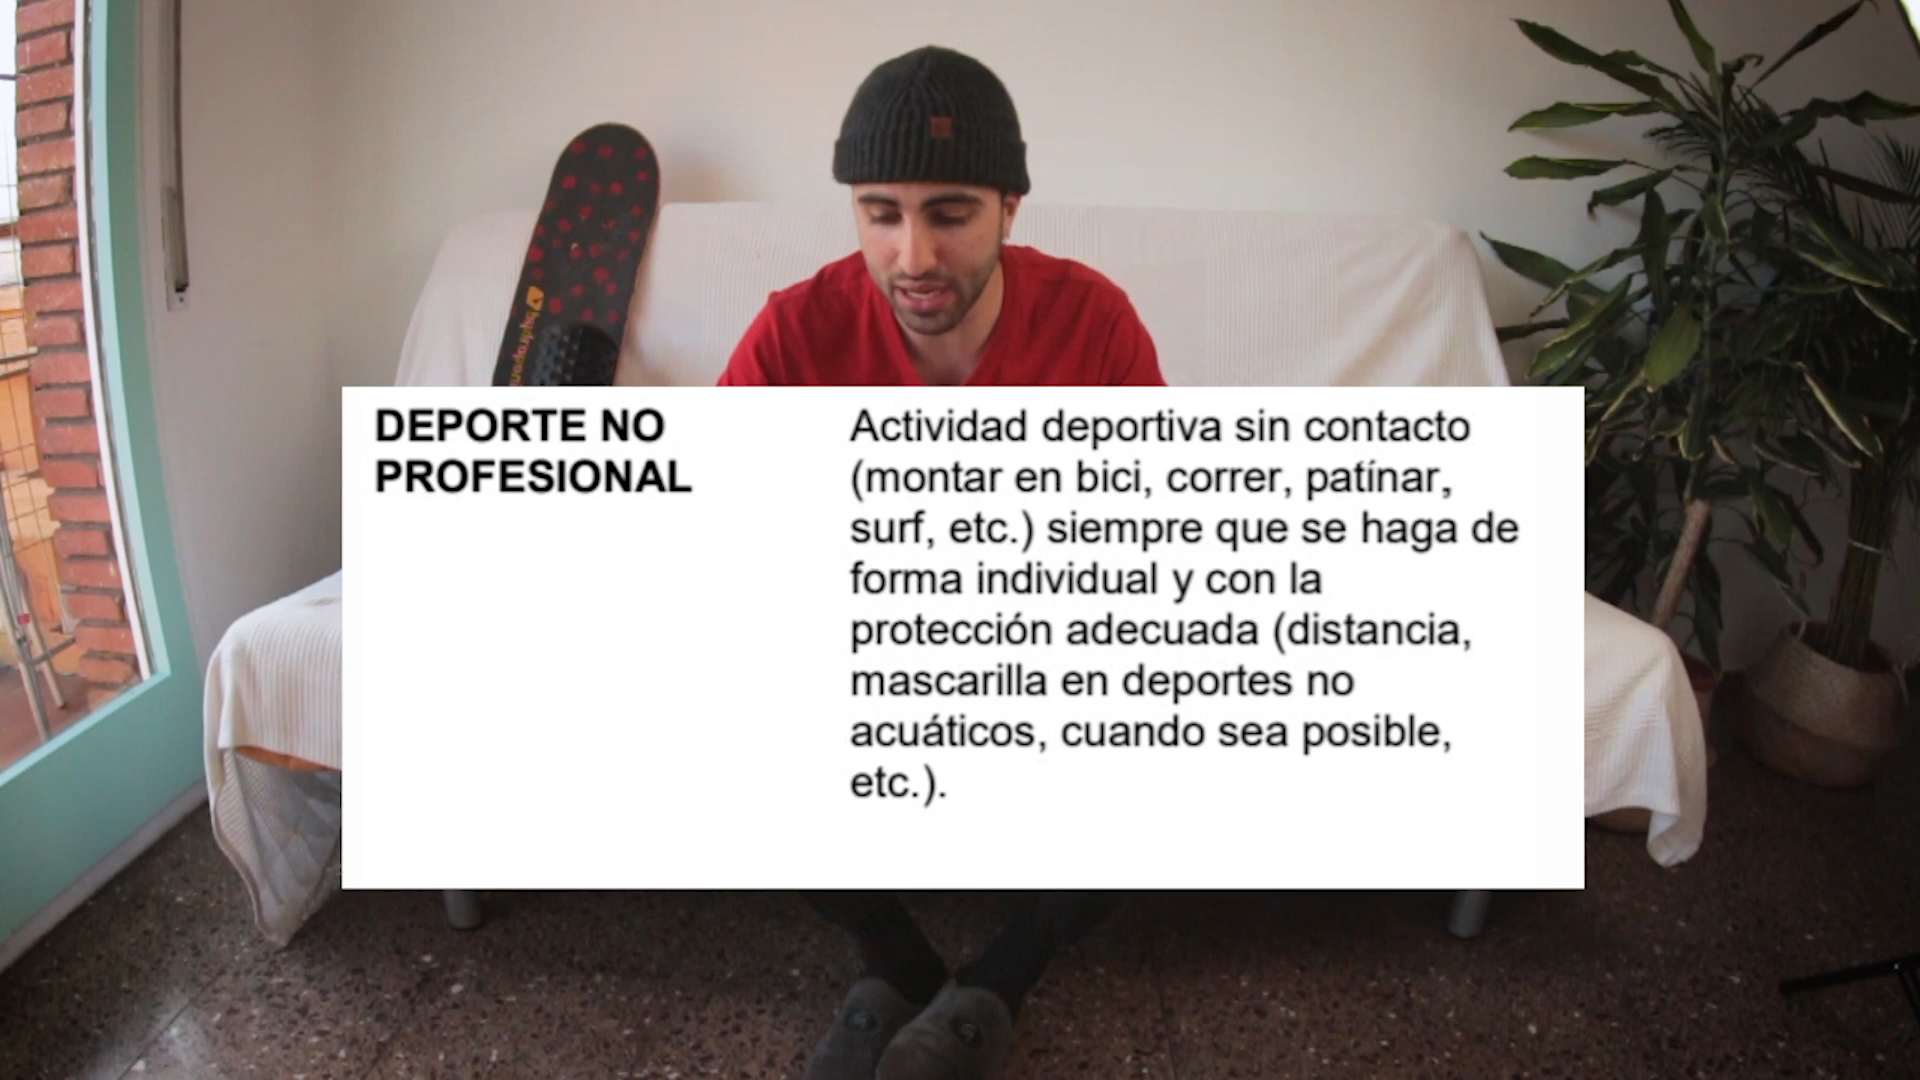 DEPORTE NO
PROFESIONAL
Actividad deportiva sin contacto
(montar en bici, correr, patínar,
surf, etc.) siempre que se haga de
forma individual y con la
protección adecuada (distancia,
mascarilla en deportes no
acuáticos, cuando sea posible,
etc.).